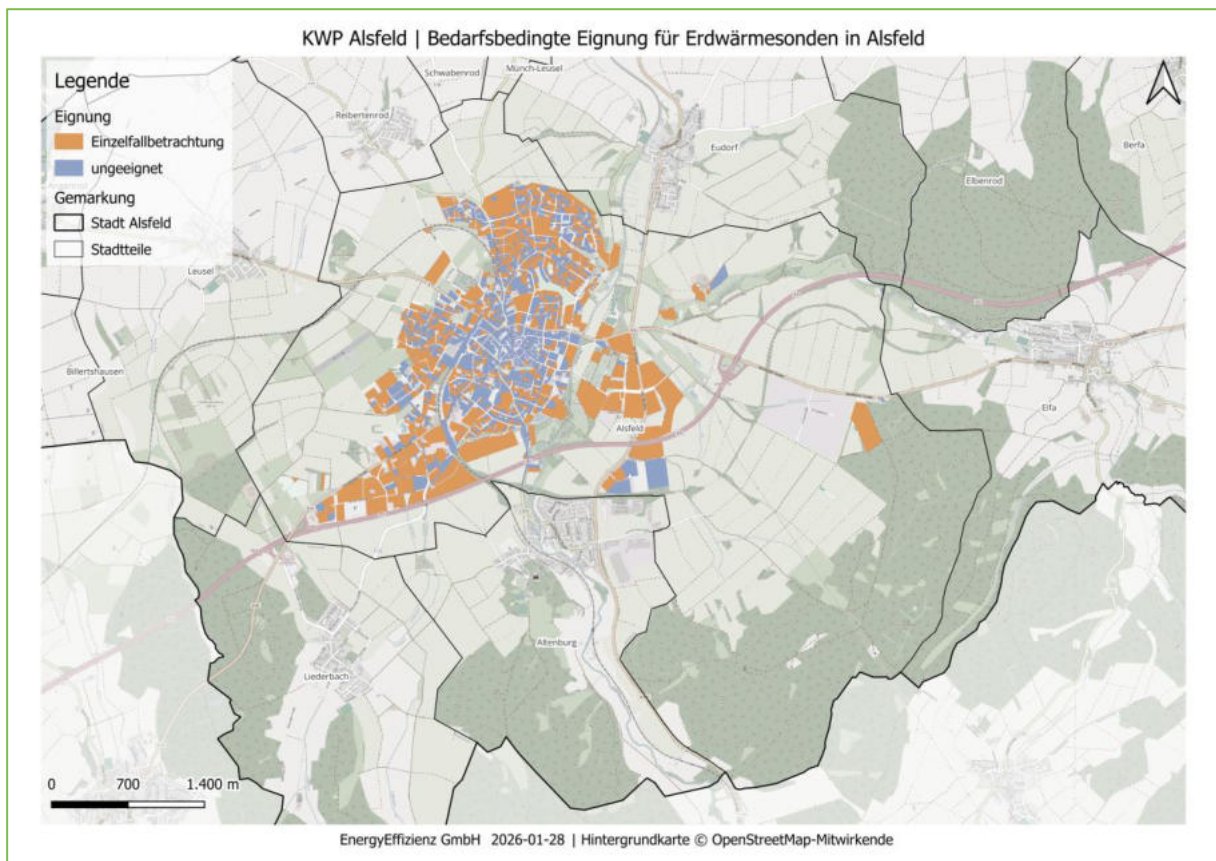 KWP Alsfeld | Bedarfsbedingte Eignung für Erdwärmesonden in Alsfeld
Legende
Eignung
Einzelfallbetrachtung
ungeeignet
Gemarkung
Stadt Alsfeld
Stadtteile
Schwabenrod
Münch-Leusel
Reibertenrod
Eudorf
Berfa
Elbenrod
Leusel
Billertshausen
Elfa
Alsfeld
Altenburg
Liederbach
0 700 1.400 m
EnergyEffizienz GmbH 2026-01-28 | Hintergrundkarte © OpenStreetMap-Mitwirkende